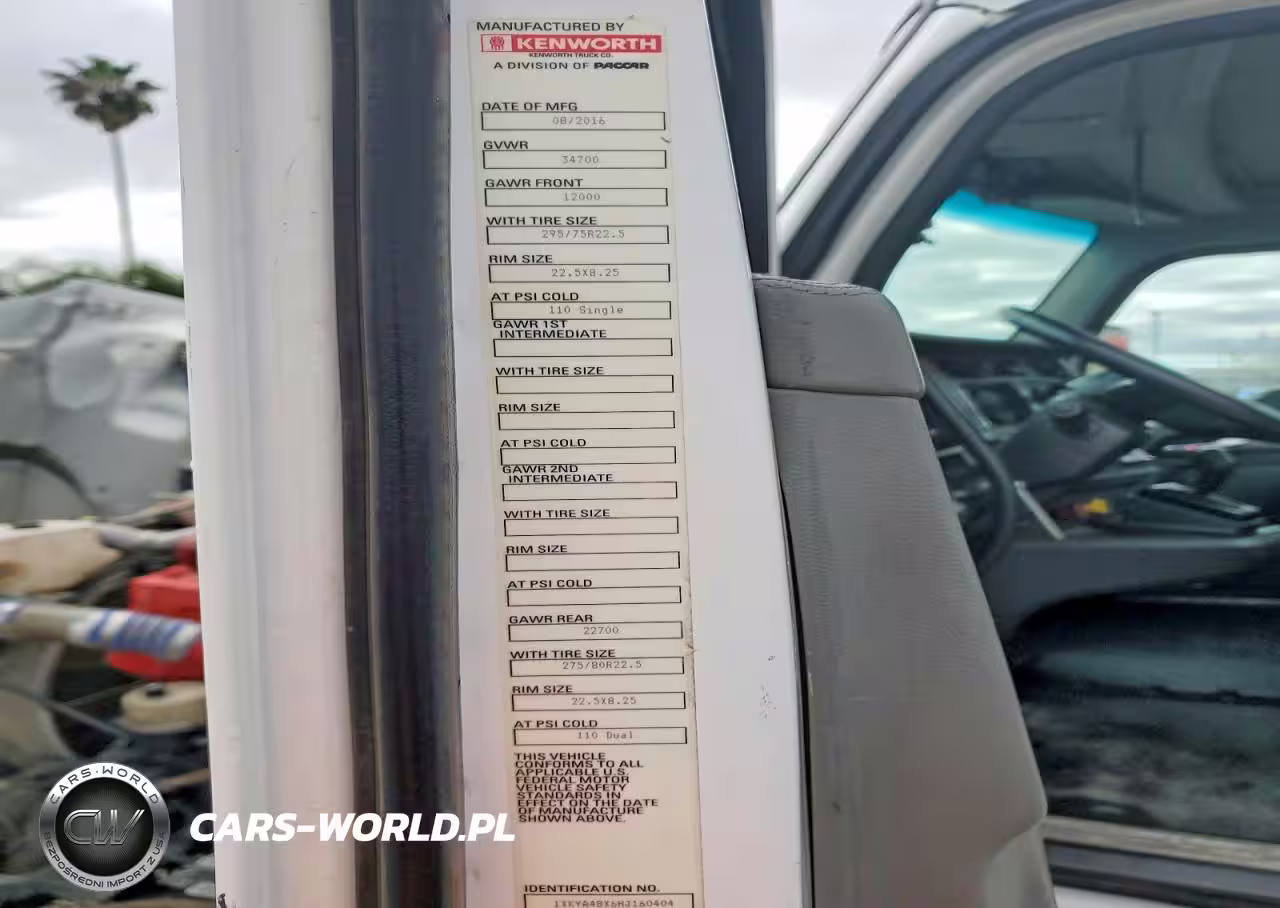 MANUFACTURED BY
KENWORTH
KENWORTH TRUCK CO.
A DIVISION OF PACCAR
DATE OF MFG
08/2016
GVWR
34700
GAWR FRONT
12000
WITH TIRE SIZE
295/75R22.5
RIM SIZE
22.5X8.25
AT PSI COLD
110 Single
GAWR 1ST
INTERMEDIATE
WITH TIRE SIZE
RIM SIZE
AT PSI COLD
GAWR 2ND
INTERMEDIATE
WITH TIRE SIZE
RIM SIZE
AT PSI COLD
GAWR REAR
22700
WITH TIRE SIZE
275/80R22.5
RIM SIZE
22.5X8.25
AT PSI COLD
110 Dual
THIS VEHICLE
CONFORMS TO ALL
APPLICABLE U.S.
FEDERAL MOTOR
VEHICLE SAFETY
STANDARDS IN
EFFECT ON THE DATE
OF MANUFACTURE
SHOWN ABOVE.
IDENTIFICATION NO.
1XKYA48X6HJ160404
CARS-WORLD
CW
BEZPOŚREDNI IMPORT Z USA
CARS-WORLD.PL